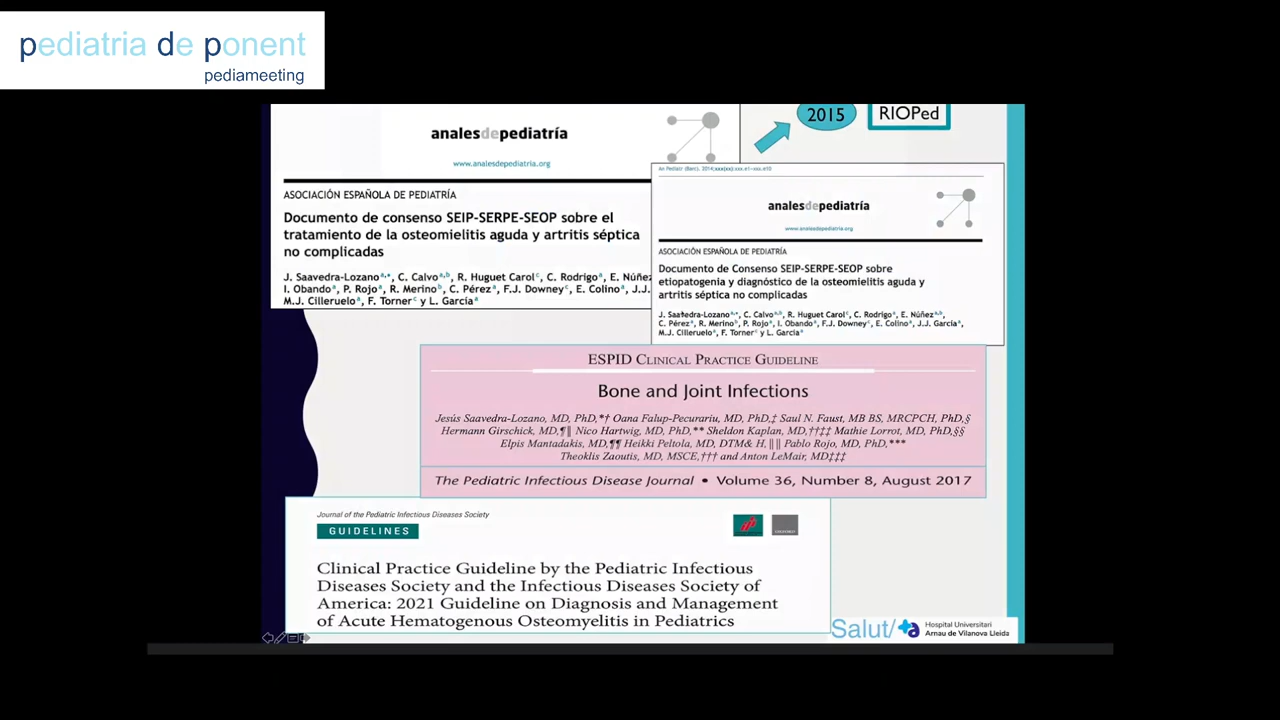 pediatria de ponent
pediameeting
2015
RIOPed
analesdepediatría
www.analesdepediatria.org
ASOCIACIÓN ESPAÑOLA DE PEDIATRÍA
Documento de consenso SEIP-SERPE-SEOP sobre el
tratamiento de la osteomielitis aguda y artritis séptica
no complicadas
J. Saavedra-Lozano a,*, C. Calvo a,b, R. Huguet Carol c, C. Rodrigo a, E. Núñez
I. Obando a, P. Rojo a, R. Merino b, C. Pérez a, F.J. Downey c, E. Colino a, J.J.
M.J. Cilleruelo a, F. Torner c y L. García a
An Pediatr (Barc). 2014;xxx(xx):xxx.e1-xxx.e10
analesdepediatría
www.analesdepediatria.org
ASOCIACIÓN ESPAÑOLA DE PEDIATRÍA
Documento de Consenso SEIP-SERPE-SEOP sobre
etiopatogenia y diagnóstico de la osteomielitis aguda y
artritis séptica no complicadas
J. Saavedra-Lozano a,*, C. Calvo a,b, R. Huguet Carol c, C. Rodrigo a, E. Núñez a,b,
C. Pérez a, R. Merino b, P. Rojo a, I. Obando a, F.J. Downey c, E. Colino a, J.J. García a,
M.J. Cilleruelo a, F. Torner c y L. García a
ESPID CLINICAL PRACTICE GUIDELINE
Bone and Joint Infections
Jesús Saavedra-Lozano, MD, PhD,*† Oana Falup-Pecurariu, MD, PhD,‡ Saul N. Faust, MB BS, MRCPCH, PhD,§
Hermann Girschick, MD,¶‖ Nico Hartwig, MD, PhD,** Sheldon Kaplan, MD,††‡‡ Mathie Lorrot, MD, PhD,§§
Elpis Mantadakis, MD,¶¶ Heikki Peltola, MD, DTM& H,‖‖ Pablo Rojo, MD, PhD,***
Theoklis Zaoutis, MD, MSCE,††† and Anton LeMair, MD‡‡‡
The Pediatric Infectious Disease Journal • Volume 36, Number 8, August 2017
Journal of the Pediatric Infectious Diseases Society
GUIDELINES
Clinical Practice Guideline by the Pediatric Infectious
Diseases Society and the Infectious Diseases Society of
America: 2021 Guideline on Diagnosis and Management
of Acute Hematogenous Osteomyelitis in Pediatrics
Salut/
Hospital Universitari
Arnau de Vilanova Lleida